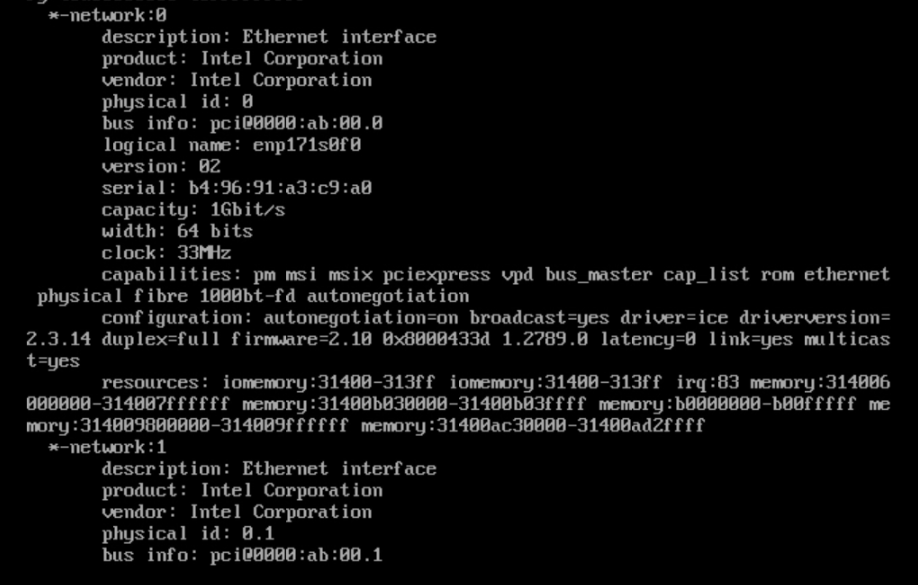 *-network:0
description: Ethernet interface
product: Intel Corporation
vendor: Intel Corporation
physical id: 0
bus info: pci@0000:ab:00.0
logical name: enp171s0f0
version: 02
serial: b4:96:91:a3:c9:a0
capacity: 1Gbit/s
width: 64 bits
clock: 33MHz
capabilities: pm msi msix pciexpress vpd bus_master cap_list rom ethernet
physical fibre 1000bt-fd autonegotiation
configuration: autonegotiation=on broadcast=yes driver=ice driverversion=
2.3.14 duplex=full firmware=2.10 0x8000433d 1.2789.0 latency=0 link=yes multicas
t=yes
resources: iomemory:31400-313ff iomemory:31400-313ff irq:83 memory:314006
000000-314007ffffff memory:31400b030000-31400b03ffff memory:b0000000-b00fffff me
mory:314009800000-314009ffffff memory:31400ac30000-31400ad2ffff
*-network:1
description: Ethernet interface
product: Intel Corporation
vendor: Intel Corporation
physical id: 0.1
bus info: pci@0000:ab:00.1